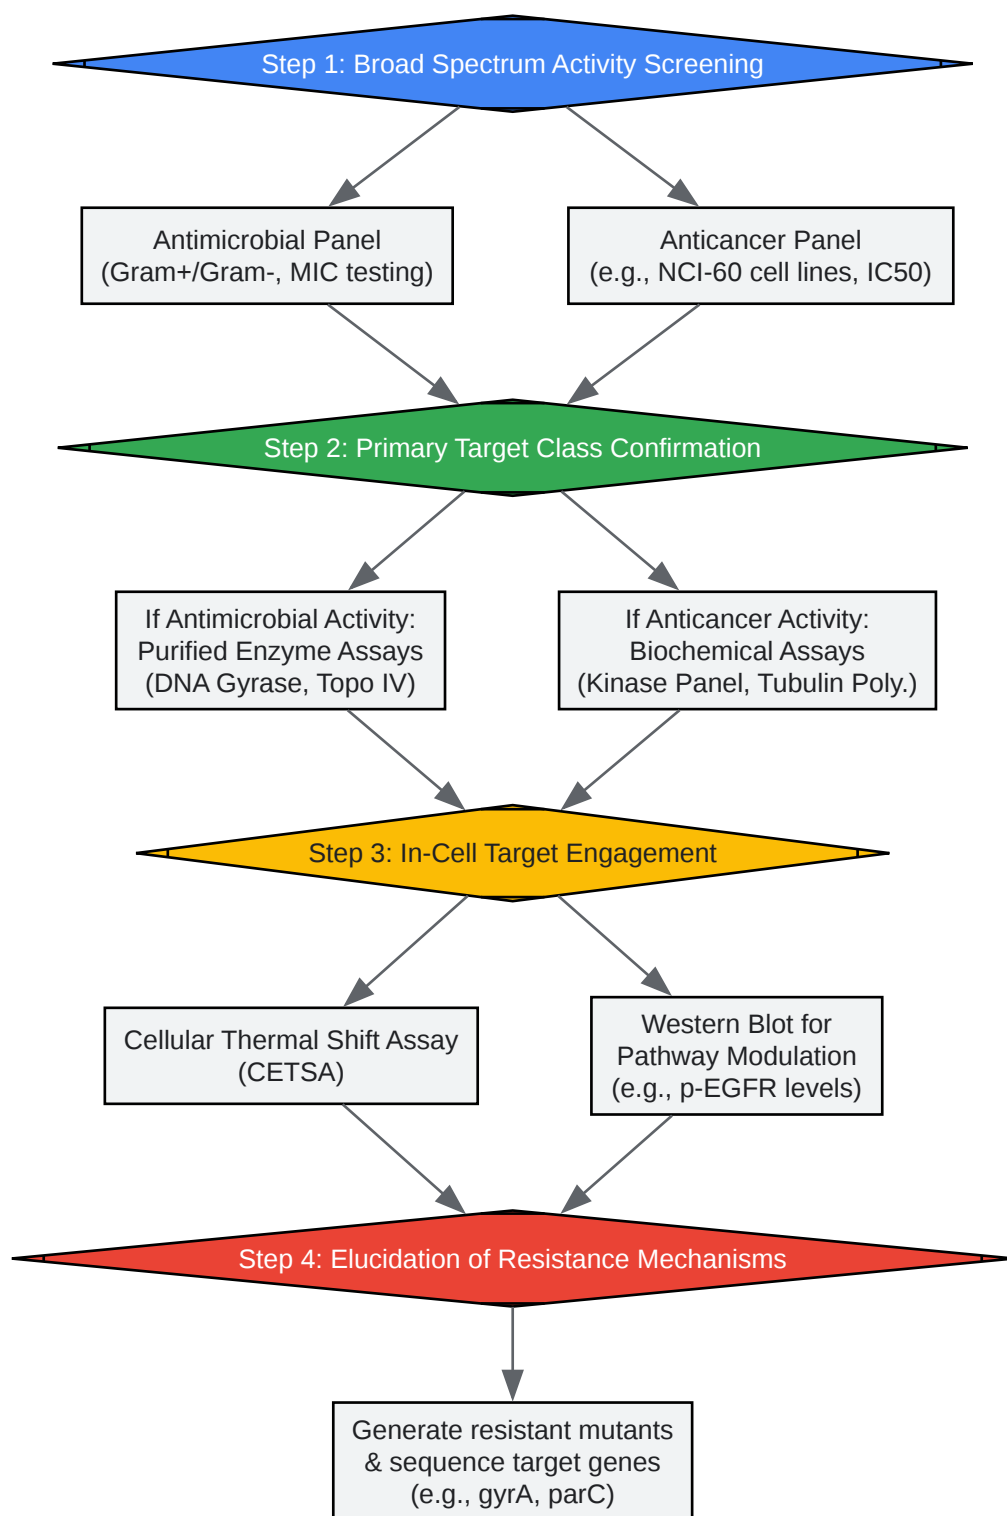 Step 1: Broad Spectrum Activity Screening
Antimicrobial Panel
(Gram+/Gram-, MIC testing)
Anticancer Panel
(e.g., NCI-60 cell lines, IC50)
Step 2: Primary Target Class Confirmation
If Antimicrobial Activity:
Purified Enzyme Assays
(DNA Gyrase, Topo IV)
If Anticancer Activity:
Biochemical Assays
(Kinase Panel, Tubulin Poly.)
Step 3: In-Cell Target Engagement
Cellular Thermal Shift Assay
(CETSA)
Western Blot for
Pathway Modulation
(e.g., p-EGFR levels)
Step 4: Elucidation of Resistance Mechanisms
Generate resistant mutants
& sequence target genes
(e.g., gyrA, parC)